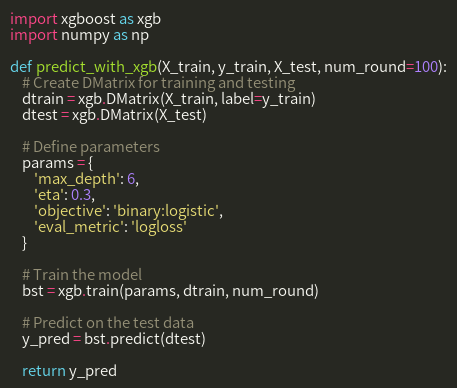 import xgboost as xgb
import numpy as np

def predict_with_xgb(X_train, y_train, X_test, num_round=100):
    # Create DMatrix for training and testing
    dtrain = xgb.DMatrix(X_train, label=y_train)
    dtest = xgb.DMatrix(X_test)

    # Define parameters
    params = {
        'max_depth': 6,
        'eta': 0.3,
        'objective': 'binary:logistic',
        'eval_metric': 'logloss'
    }

    # Train the model
    bst = xgb.train(params, dtrain, num_round)

    # Predict on the test data
    y_pred = bst.predict(dtest)

    return y_pred